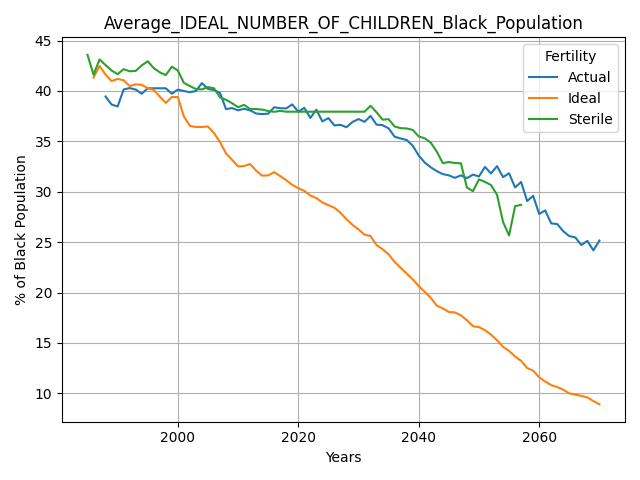 Average_IDEAL_NUMBER_OF_CHILDREN_Black_Population
45
40
35
30
25
20
15
10
% of Black Population
Fertility
Actual
Ideal
Sterile
2000
2020
2040
2060
Years